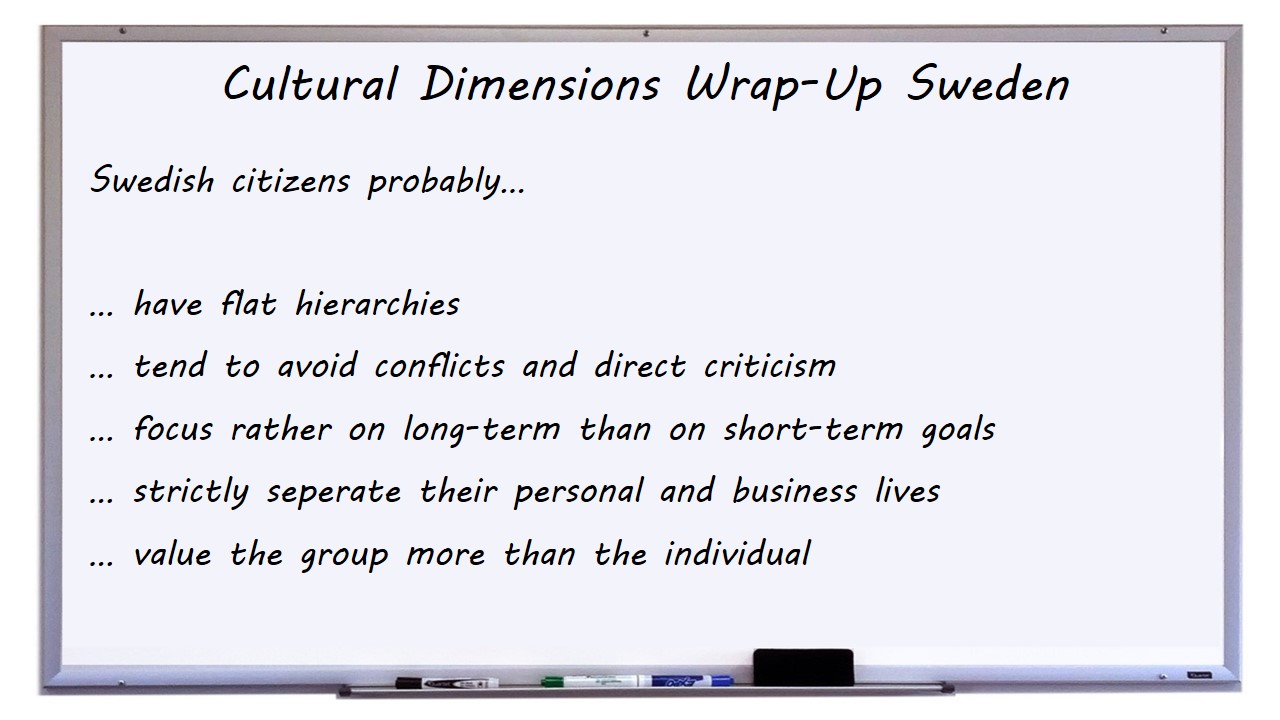 Cultural Dimensions Wrap-Up Sweden
Swedish citizens probably...
... have flat hierarchies
... tend to avoid conflicts and direct criticism
... focus rather on long-term than on short-term goals
... strictly seperate their personal and business lives
... value the group more than the individual